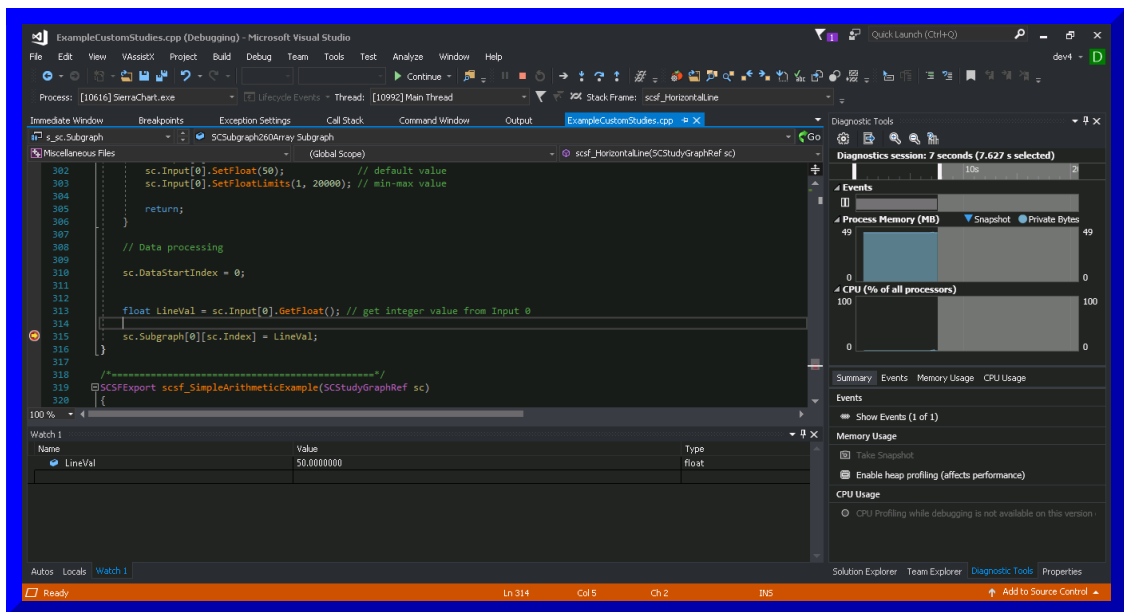 ExampleCustomStudies.cpp (Debugging) - Microsoft Visual Studio
1
Quick Launch (Ctrl+Q)
File Edit View VAssistX Project Build Debug Team Tools Test Analyze Window Help
dev4 D
Continue
Process: [10616] SierraChart.exe Lifecycle Events Thread: [10992] Main Thread Stack Frame: scsf_HorizontalLine
Immediate Window Breakpoints Exception Settings Call Stack Command Window Output ExampleCustomStudies.cpp
s_sc.Subgraph SCSubgraph260Array Subgraph Go
Miscellaneous Files (Global Scope) scsf_HorizontalLine(SCStudyGraphRef sc)
302 sc.Input[0].SetFloat(50); // default value
303 sc.Input[0].SetFloatLimits(1, 20000); // min-max value
304
305 return;
306 }
307
308 // Data processing
309
310 sc.DataStartIndex = 0;
311
312
313 float LineVal = sc.Input[0].GetFloat(); // get integer value from Input 0
314
315 sc.Subgraph[0][sc.Index] = LineVal;
316 }
317
318 /*==============================================*/
319 SCSFExport scsf_SimpleArithmeticExample(SCStudyGraphRef sc)
320 {
100 %
Watch 1
Name Value Type
LineVal 50.0000000 float
Autos Locals Watch 1
Diagnostic Tools
Diagnostics session: 7 seconds (7.627 s selected)
10s 2
Events
Process Memory (MB) Snapshot Private Bytes
49 49
0 0
CPU (% of all processors)
100 100
0 0
Summary Events Memory Usage CPU Usage
Events
Show Events (1 of 1)
Memory Usage
Take Snapshot
Enable heap profiling (affects performance)
CPU Usage
CPU Profiling while debugging is not available on this version
Solution Explorer Team Explorer Diagnostic Tools Properties
Ready Ln 314 Col 5 Ch 2 INS Add to Source Control